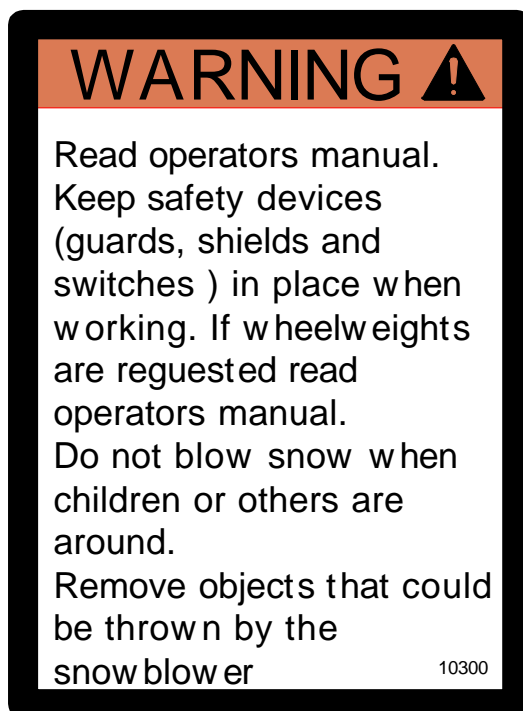 WARNING
Read operators manual.
Keep safety devices
(guards, shields and
switches ) in place when
working. If wheelweights
are reguested read
operators manual.
Do not blow snow when
children or others are
around.
Remove objects that could
be thrown by the
snowblower
10300